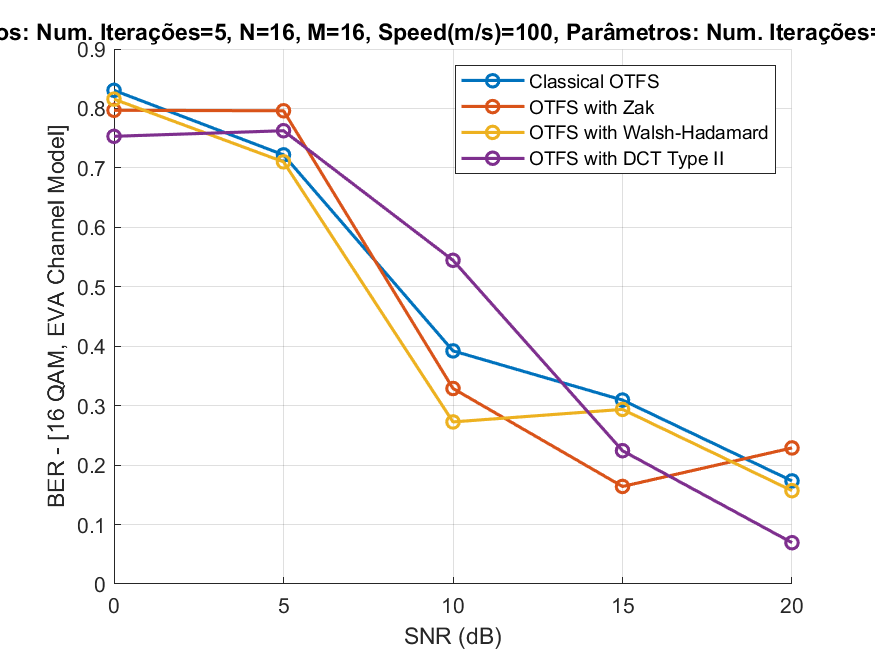 os: Num. Iterações=5, N=16, M=16, Speed(m/s)=100, Parâmetros: Num. Iterações=
Classical OTFS
OTFS with Zak
OTFS with Walsh-Hadamard
OTFS with DCT Type II
BER - [16 QAM, EVA Channel Model]
0.9
0.8
0.7
0.6
0.5
0.4
0.3
0.2
0.1
0
0 5 10 15 20
SNR (dB)